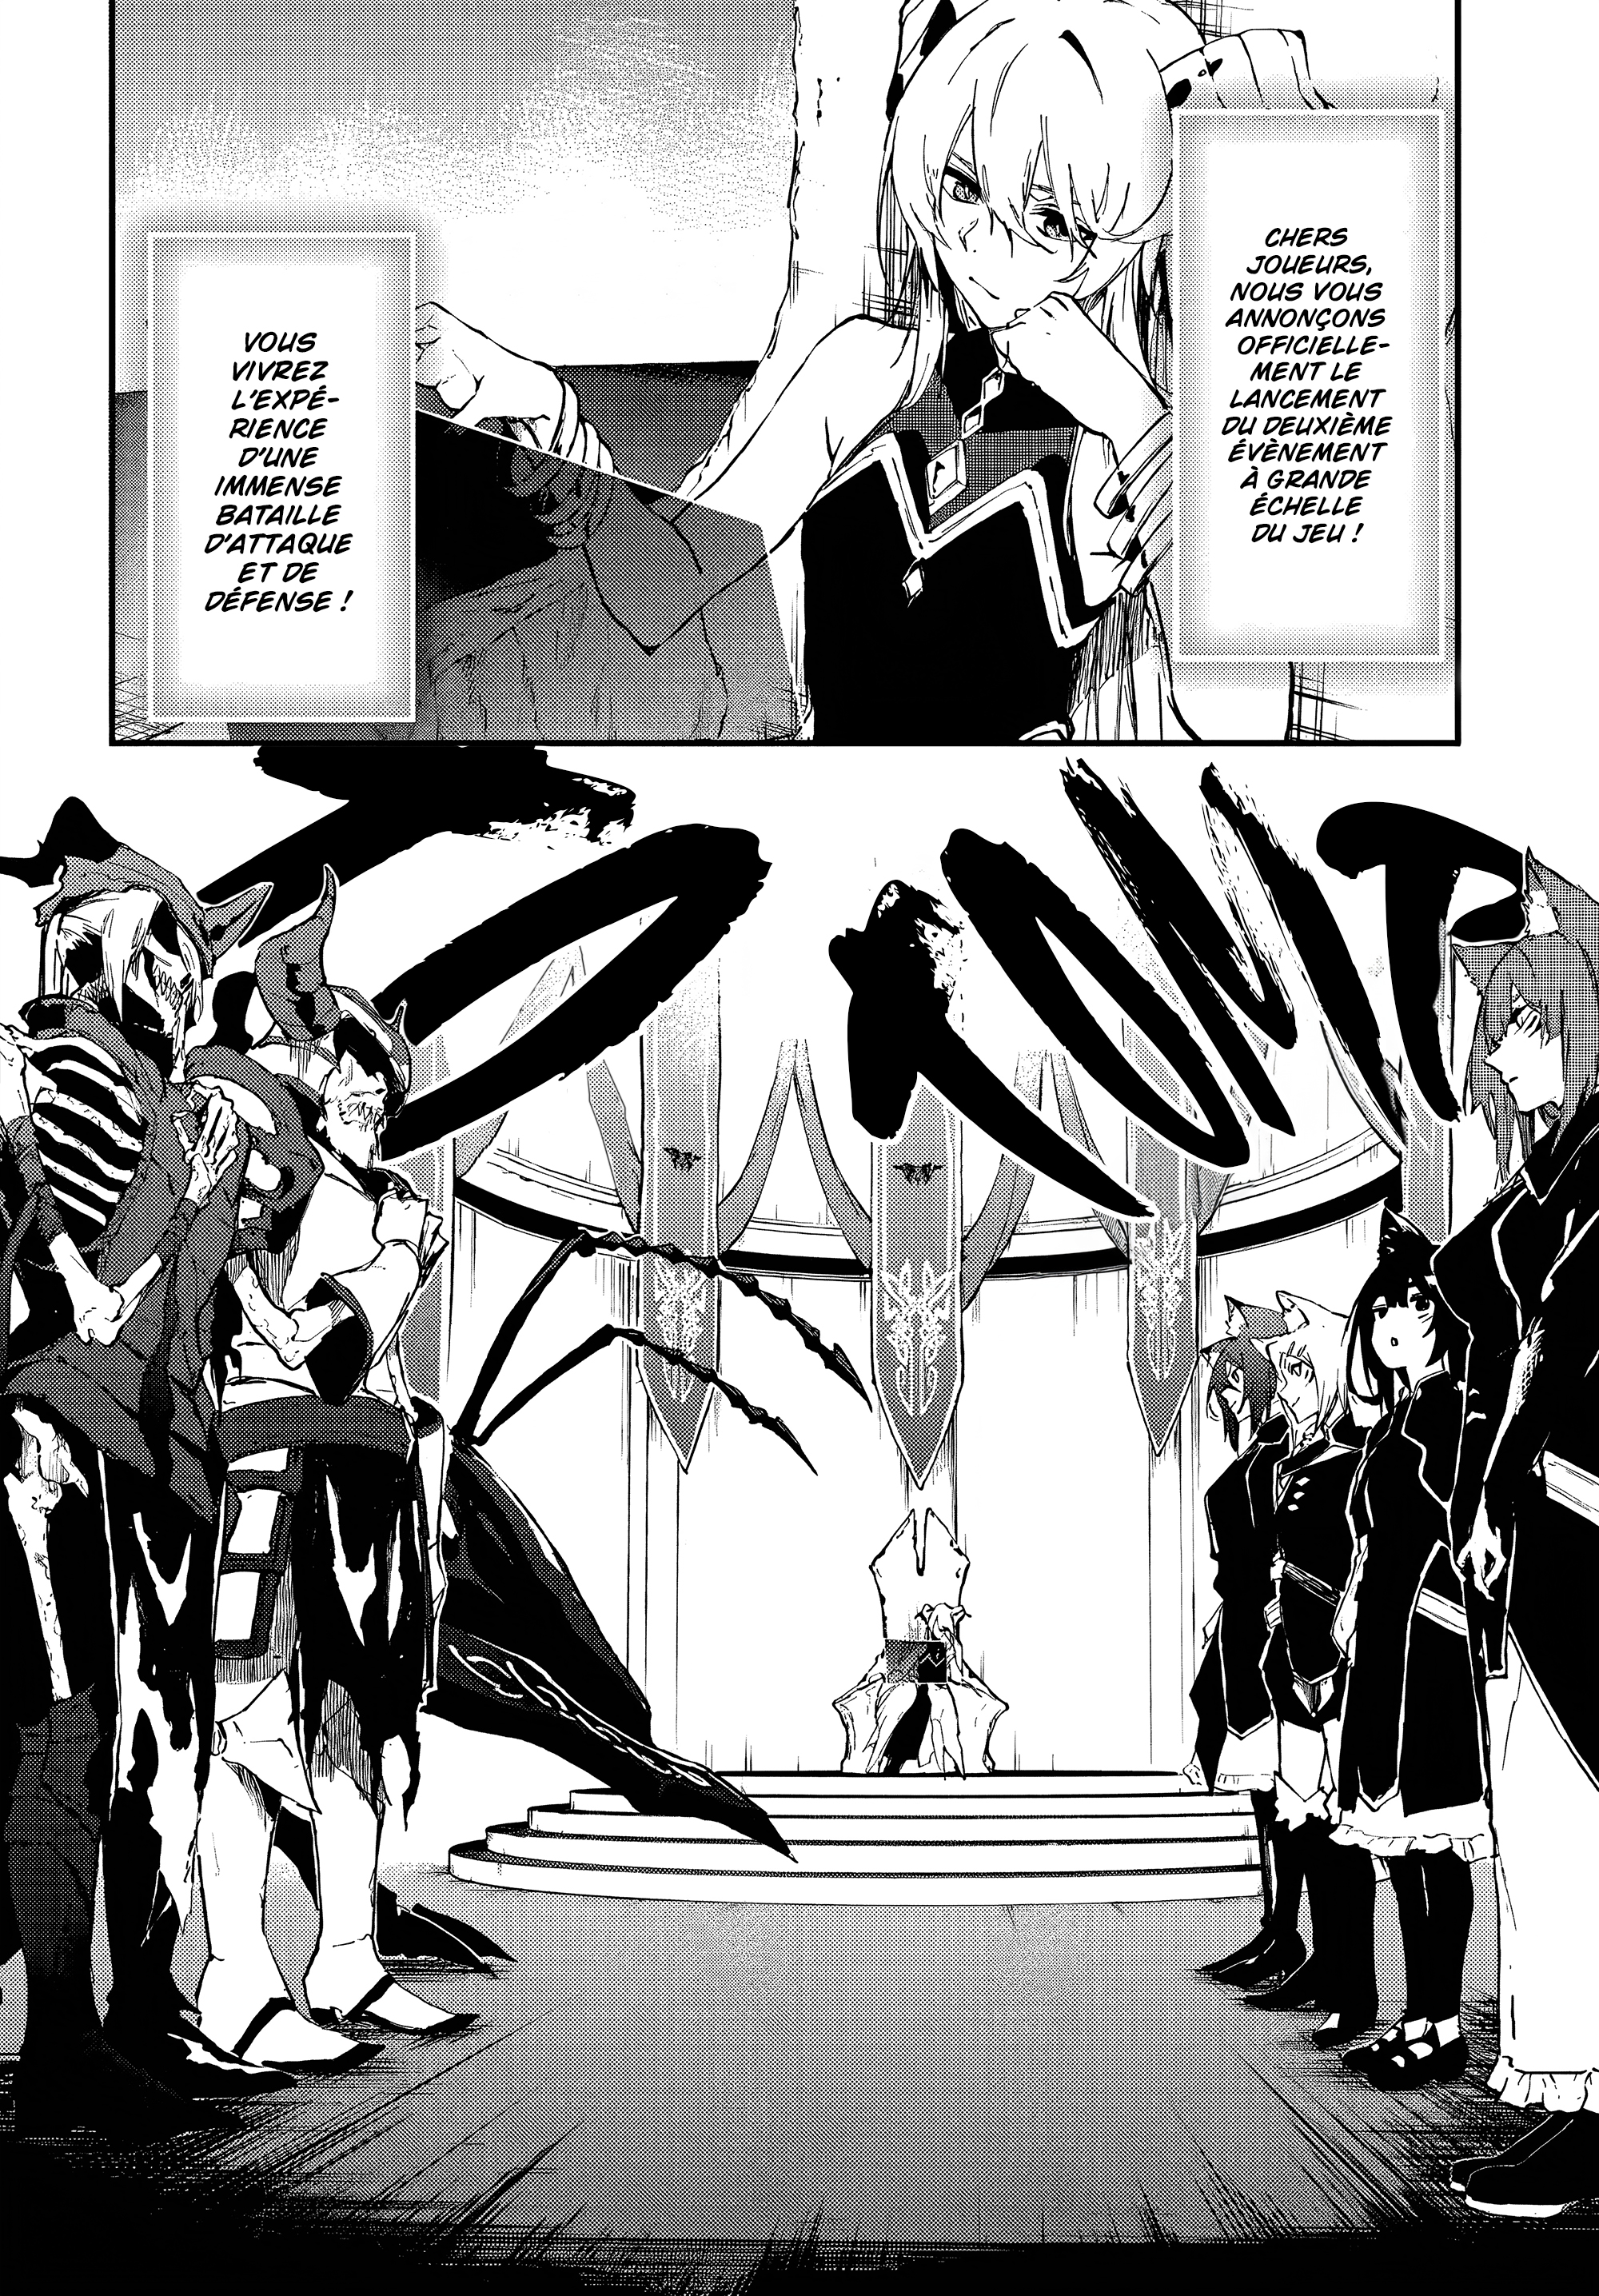 CHERS
JOUEURS,
NOUS VOUS
ANNONÇONS
OFFICIELLE-
MENT LE
LANCEMENT
DU DEUXIÈME
ÉVÈNEMENT
À GRANDE
ÉCHELLE
DU JEU !
VOUS
VIVREZ
L'EXPÉ-
RIENCE
D'UNE
IMMENSE
BATAILLE
D'ATTAQUE
ET DE
DÉFENSE !